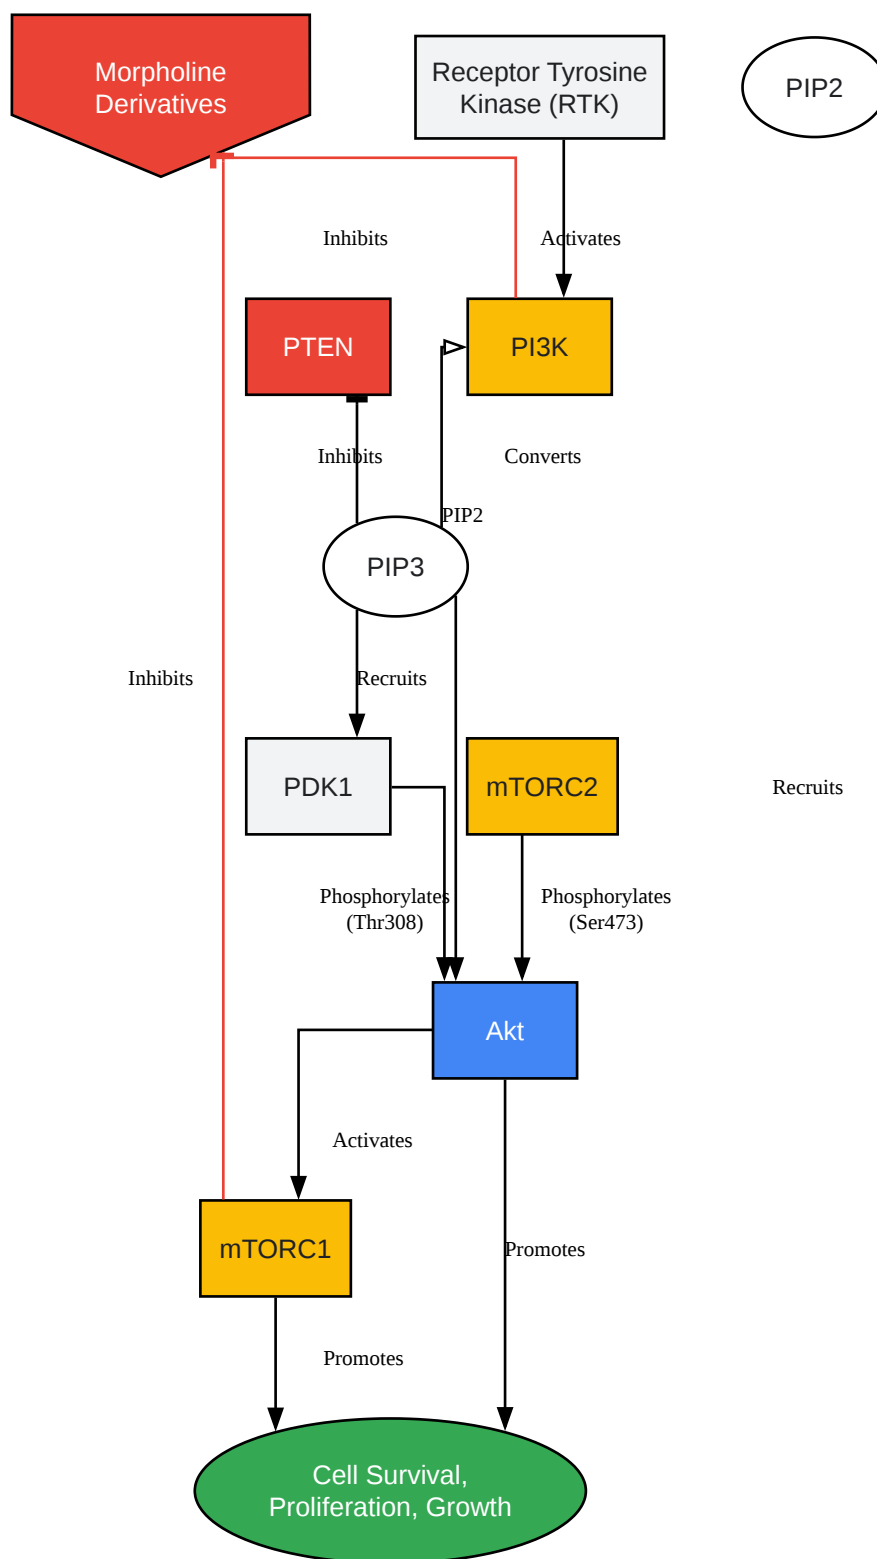 Morpholine
Derivatives
Receptor Tyrosine
Kinase (RTK)
PIP2
Inhibits
Activates
PTEN
PI3K
Inhibits
Converts
PIP2
PIP3
Inhibits
Recruits
PDK1
mTORC2
Recruits
Phosphorylates
(Thr308)
Phosphorylates
(Ser473)
Akt
Activates
mTORC1
Promotes
Promotes
Cell Survival,
Proliferation, Growth